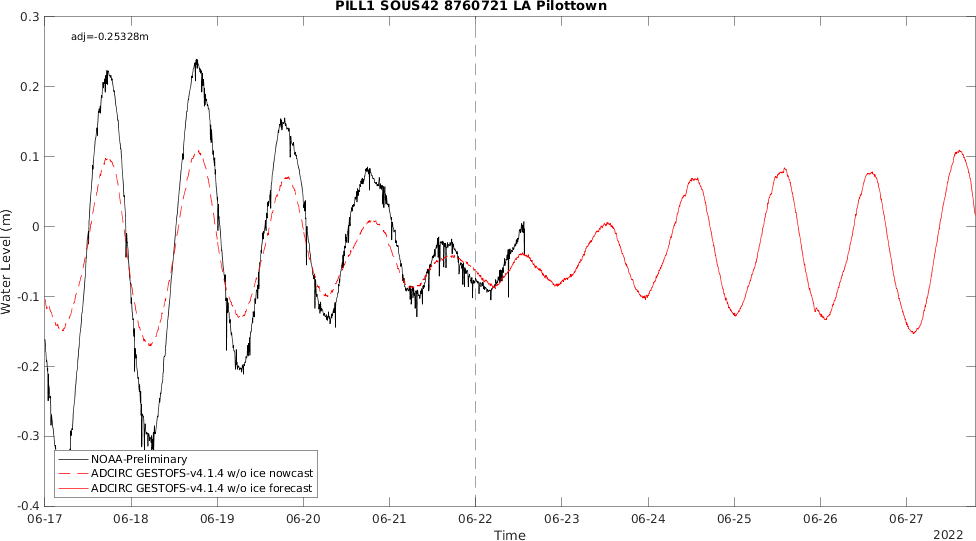 PILL1 SOUS42 8760721 LA Pilottown
adj=-0.25328m
0.3
0.2
0.1
0
-0.1
-0.2
-0.3
-0.4
Water Level (m)
NOAA-Preliminary
ADCIRC GESTOFS-v4.1.4 w/o ice nowcast
ADCIRC GESTOFS-v4.1.4 w/o ice forecast
06-17 06-18 06-19 06-20 06-21 06-22 06-23 06-24 06-25 06-26 06-27
Time
2022